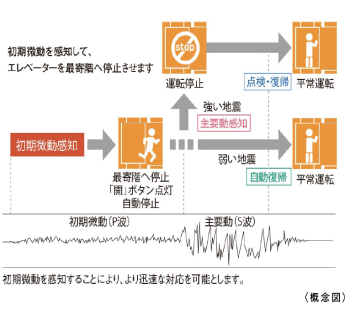 初期微動を感知して、
エレベーターを最寄階へ停止させます
stop
運転停止
点検・復帰
平常運転
強い地震
主要動感知
初期微動感知
弱い地震
最寄階へ停止
「開」ボタン点灯
自動停止
自動復帰
平常運転
初期微動(P波)
主要動(S波)
初期微動を感知することにより、より迅速な対応を可能とします。
〈概念図〉